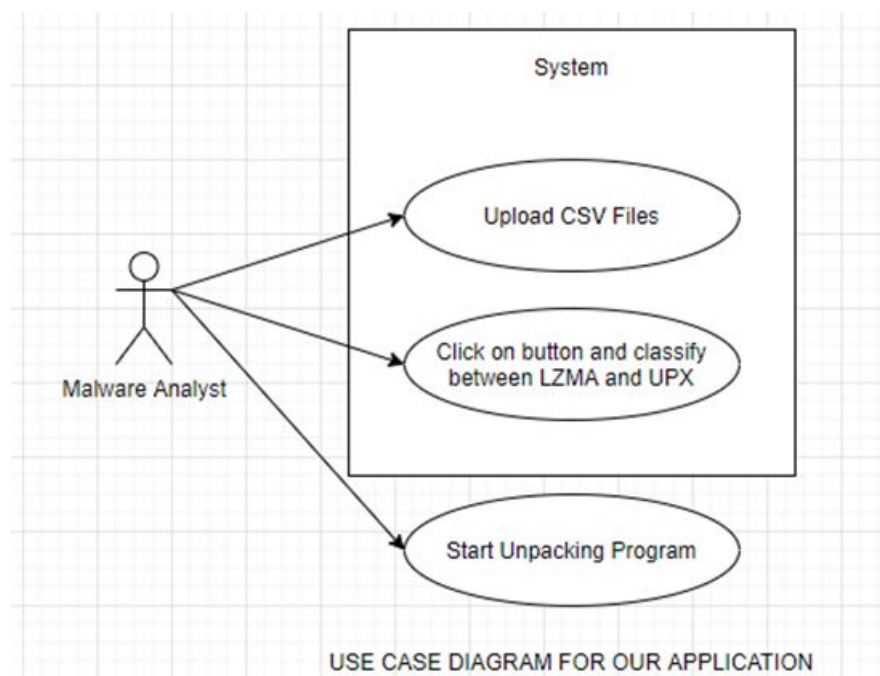 System
Upload CSV Files
Click on button and classify
between LZMA and UPX
Malware Analyst
Start Unpacking Program
USE CASE DIAGRAM FOR OUR APPLICATION